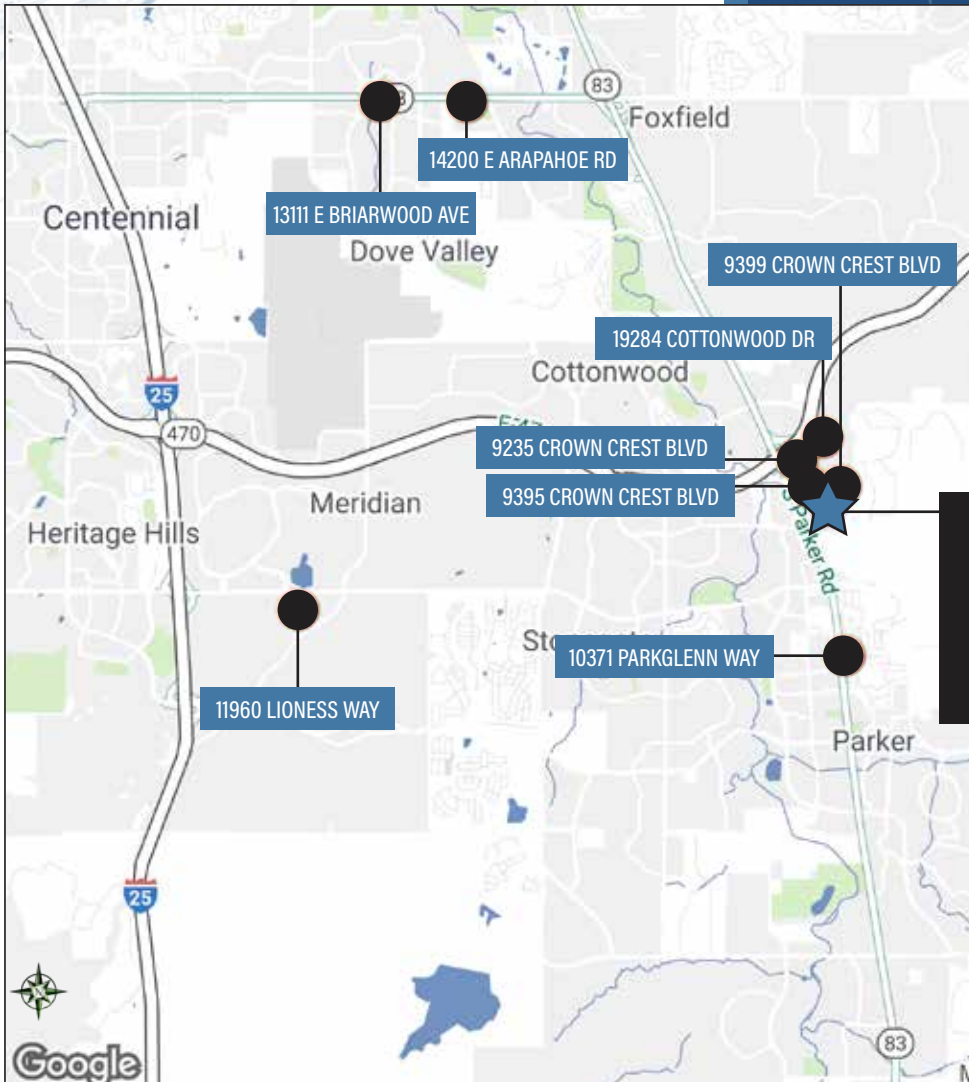 83
Foxfield
14200 E ARAPAHOE RD
13111 E BRIARWOOD AVE
Centennial
Dove Valley
9399 CROWN CREST BLVD
19284 COTTONWOOD DR
Cottonwood
25
470
9235 CROWN CREST BLVD
9395 CROWN CREST BLVD
Meridian
Heritage Hills
S Parker Rd
10371 PARKGLENN WAY
11960 LIONESS WAY
Parker
25
N
83
Google